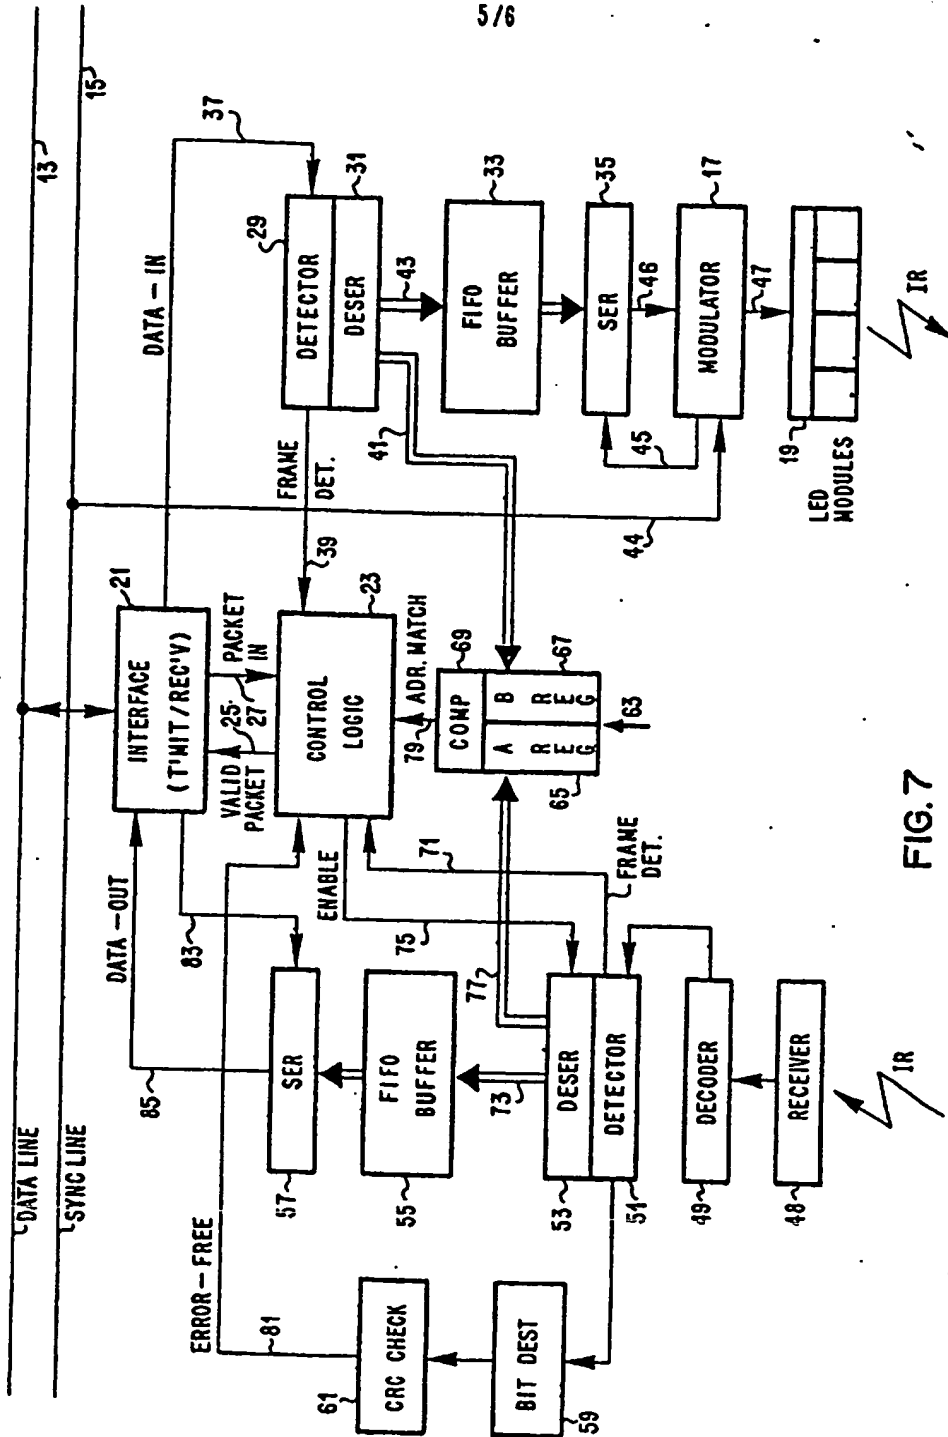 5/6
DATA LINE
13
SYNC LINE
15
DATA-OUT
DATA-IN
37
21
INTERFACE
(T'MIT/REC'V)
83
85
VALID
PACKET
25
27
PACKET
IN
ERROR-FREE
81
ENABLE
23
CONTROL
LOGIC
39
FRAME
DET.
29
DETECTOR
31
DESER
41
43
61
CRC CHECK
57
SER
75
71
79
ADR. MATCH
COMP
69
A REG
B REG
65
67
63
33
FIFO
BUFFER
55
FIFO
BUFFER
73
77
59
BIT DEST
53
DESER
51
DETECTOR
FRAME
DET.
35
SER
46
45
44
17
MODULATOR
47
49
DECODER
48
RECEIVER
19
LED
MODULES
IR
IR
FIG. 7